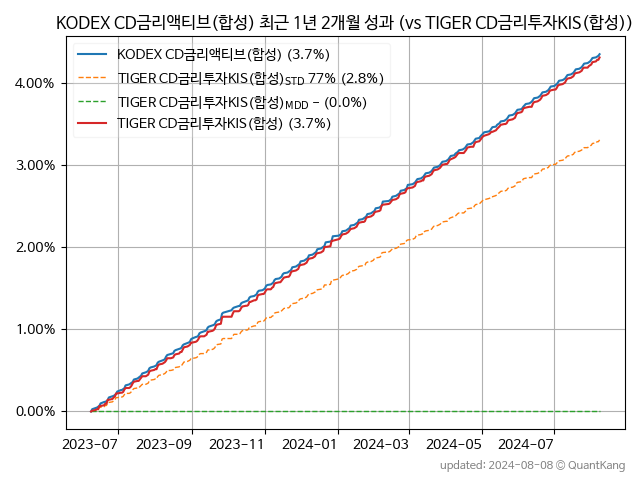 KODEX CD금리액티브(합성) 최근 1년 2개월 성과 (vs TIGER CD금리투자KIS(합성))
KODEX CD금리액티브(합성) (3.7%)
TIGER CD금리투자KIS(합성)STD 77% (2.8%)
TIGER CD금리투자KIS(합성)MDD - (0.0%)
TIGER CD금리투자KIS(합성) (3.7%)
4.00%
3.00%
2.00%
1.00%
0.00%
2023-07 2023-09 2023-11 2024-01 2024-03 2024-05 2024-07
updated: 2024-08-08 © QuantKang